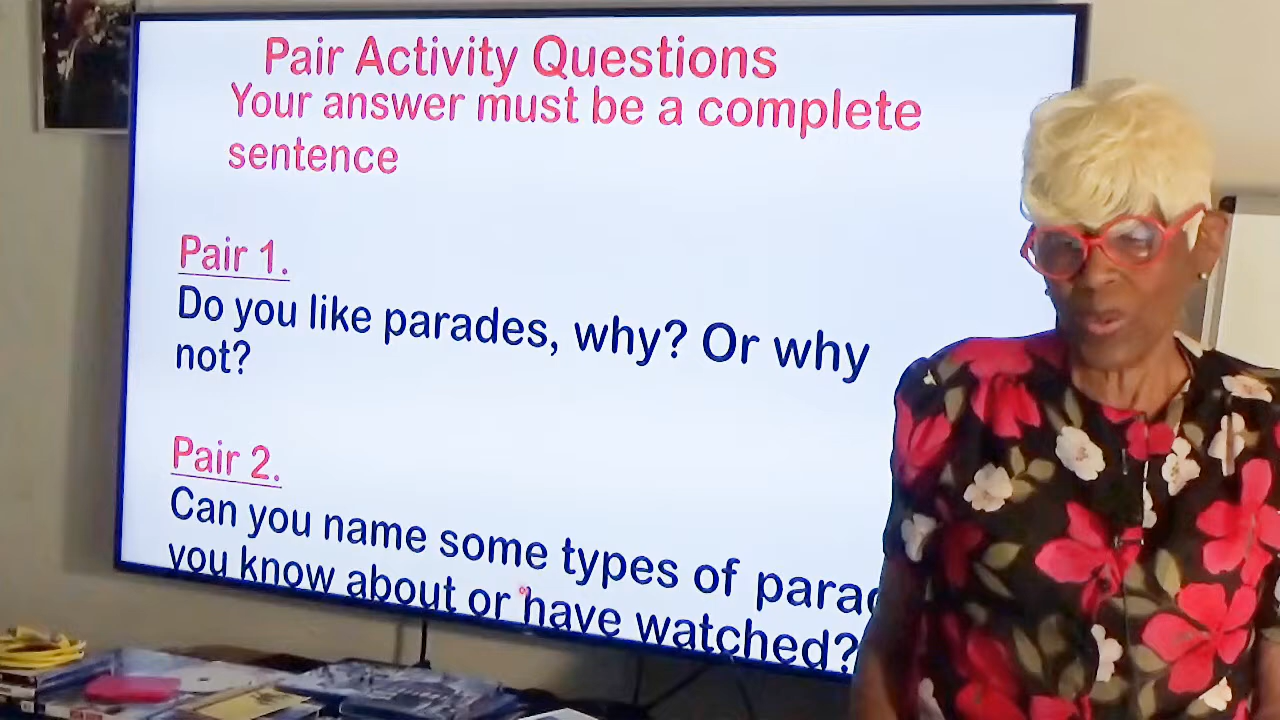 Pair Activity Questions
Your answer must be a complete
sentence
Pair 1.
Do you like parades, why? Or why
not?
Pair 2.
Can you name some types of
you know about or have watched?